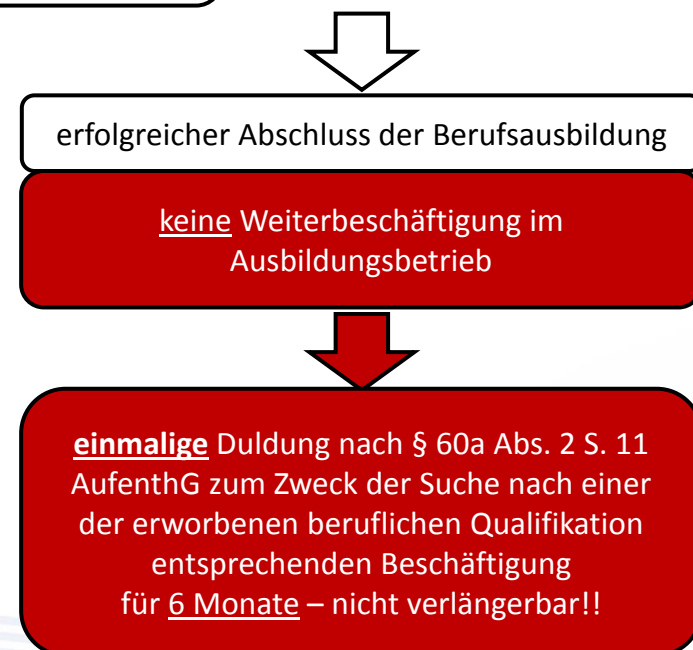 erfolgreicher Abschluss der Berufsausbildung
keine Weiterbeschäftigung im
Ausbildungsbetrieb
einmalige Duldung nach § 60a Abs. 2 S. 11
AufenthG zum Zweck der Suche nach einer
der erworbenen beruflichen Qualifikation
entsprechenden Beschäftigung
für 6 Monate – nicht verlängerbar!!